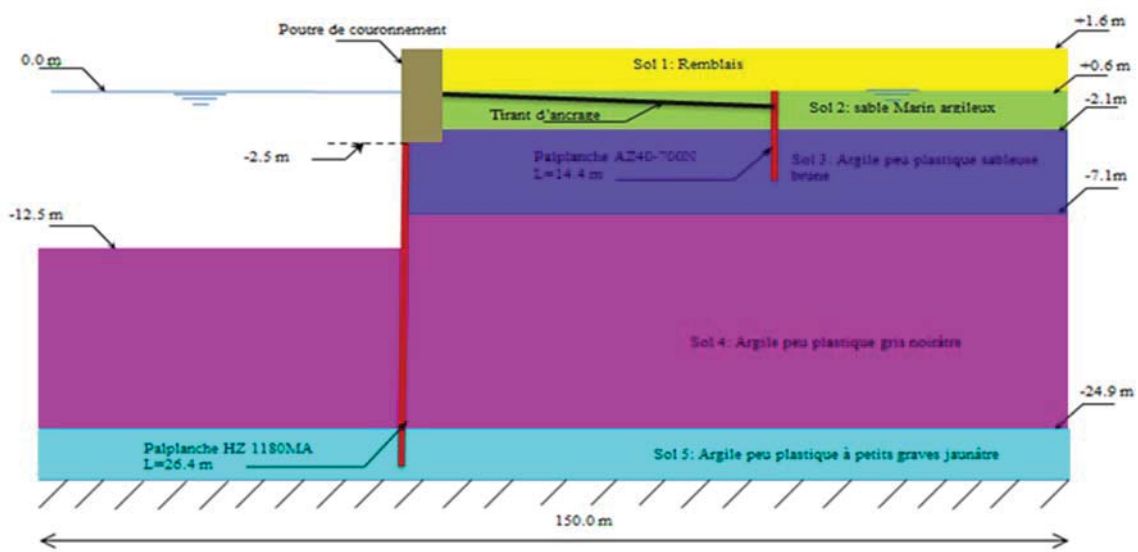 +1.6 m
Poutre de couronnement
0.0 m
Sol 1: Remblais
+0.6 m
Tirant d'ancrage
Sol 2: sable Marin argileux
-2.1m
-2.5 m
Palplanche AZ40-700N
L=14.4 m
Sol 3: Argile peu plastique sableuse
brune
-7.1m
-12.5 m
Sol 4: Argile peu plastique gris noirâtre
-24.9 m
Palplanche HZ 1180MA
L=26.4 m
Sol 5: Argile peu plastique à petits graves jaunâtre
150.0 m